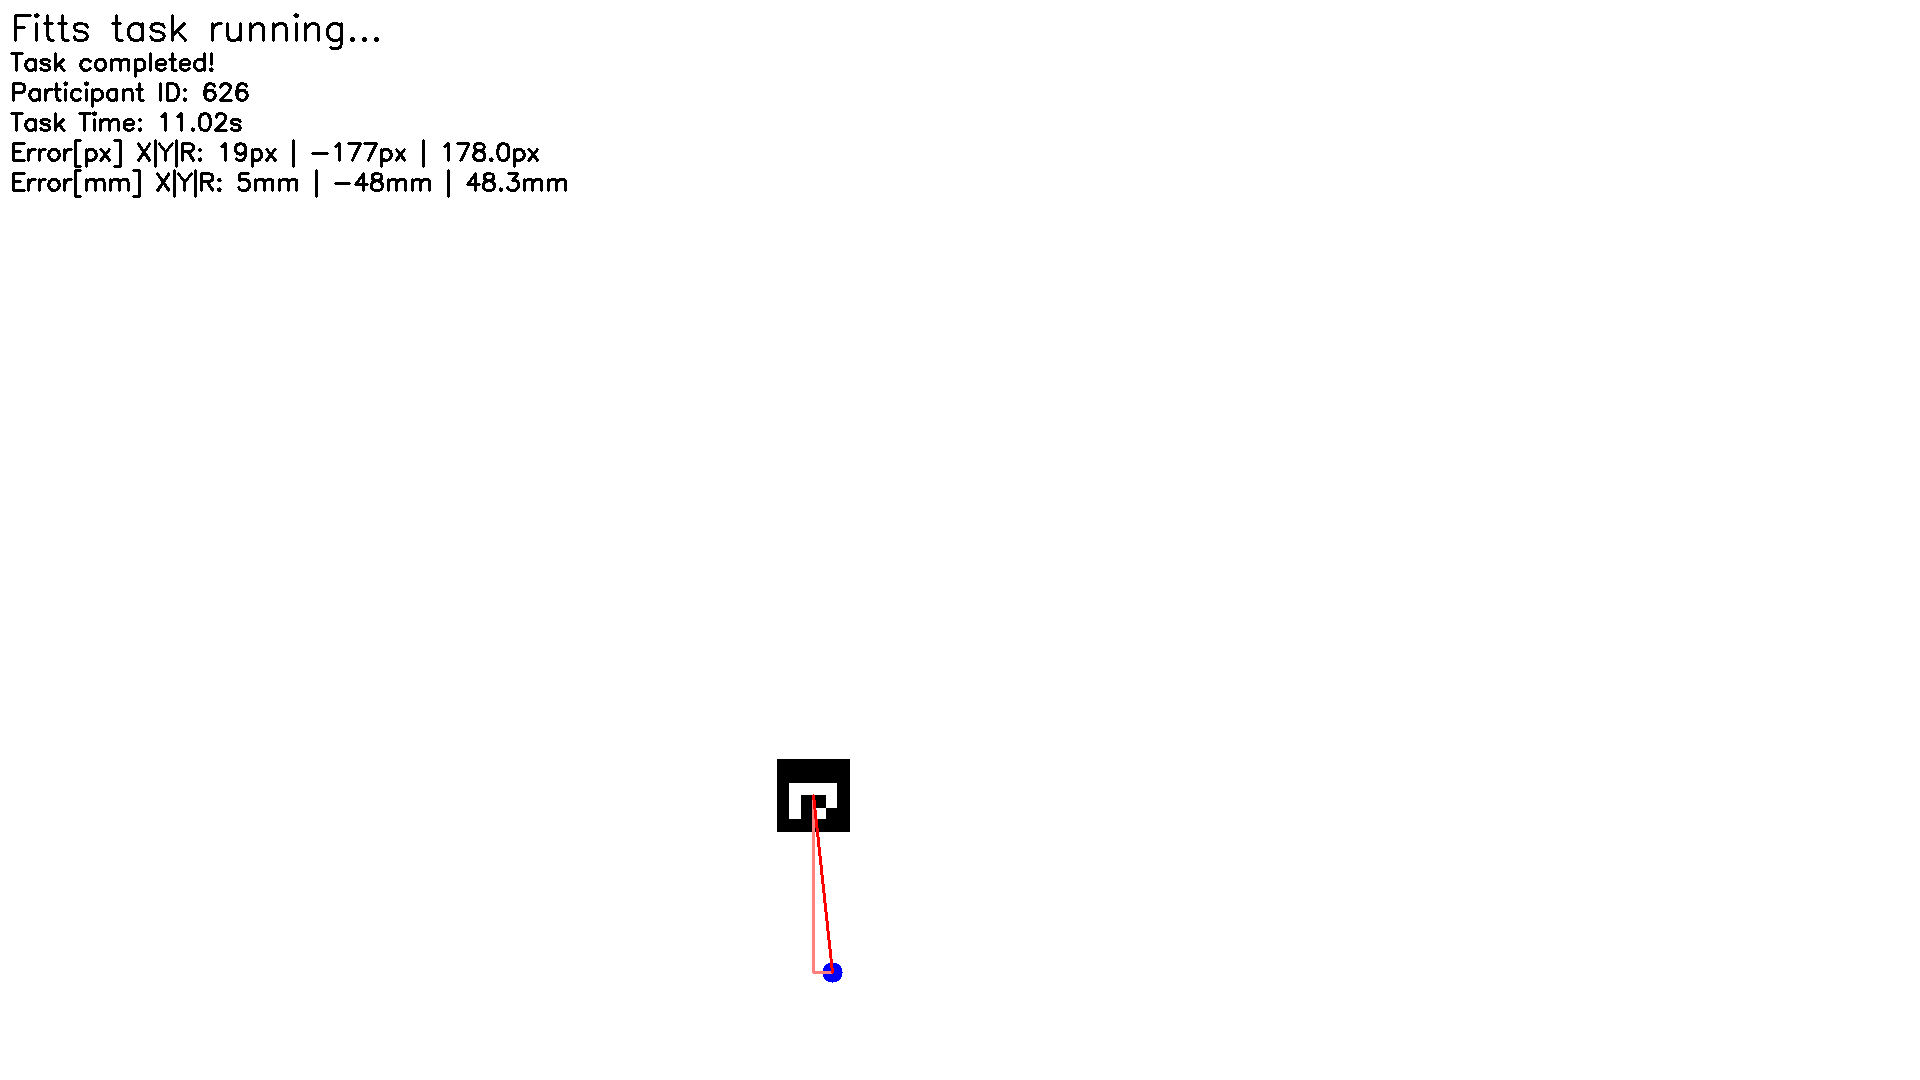 Fitts task running...
Task completed!
Participant ID: 626
Task Time: 11.02s
Error[px] X|Y|R: 19px | -177px | 178.0px
Error[mm] X|Y|R: 5mm | -48mm | 48.3mm